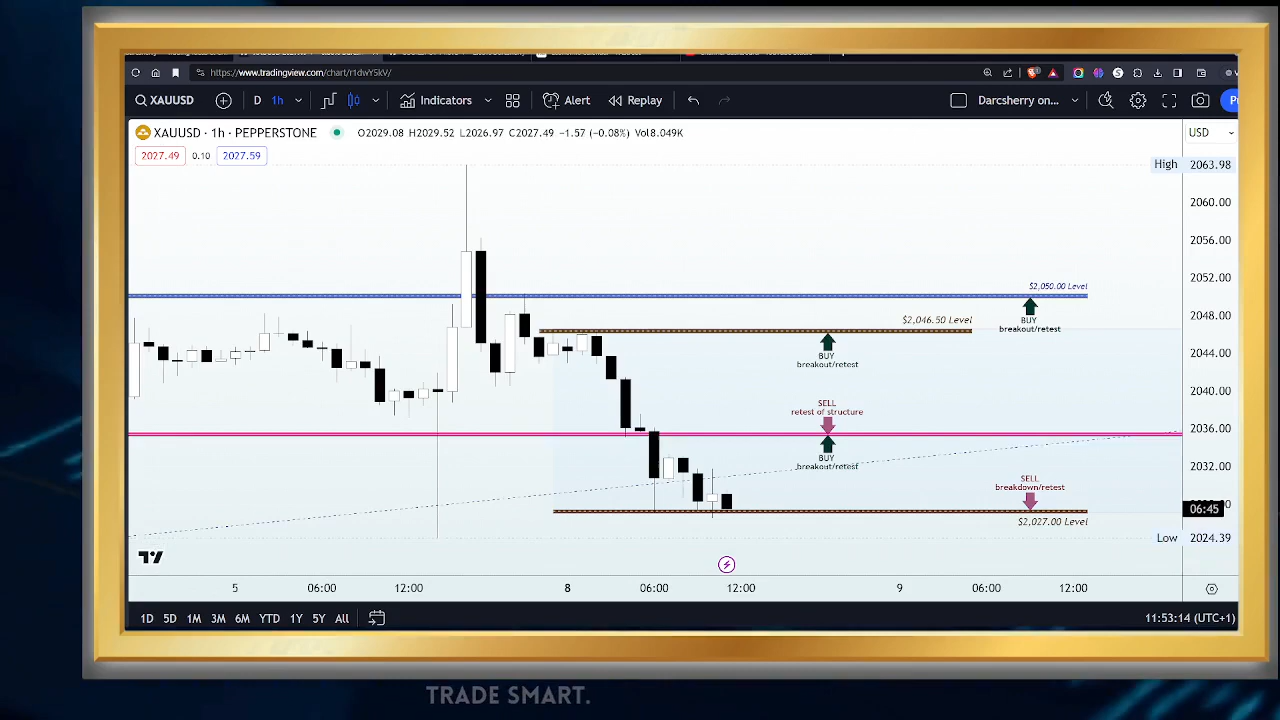 https://www.tradingview.com/chart/r1dwY5kV/
XAUUSD D 1h Indicators Alert Replay Darcsherry on...
XAUUSD · 1h · PEPPERSTONE O2029.08 H2029.52 L2026.97 C2027.49 −1.57 (−0.08%) Vol8.049K USD
2027.49 0.10 2027.59
High 2063.98
2060.00
2056.00
2052.00
$2,050.00 Level
2048.00
BUY
breakout/retest
$2,046.50 Level
2044.00
BUY
breakout/retest
2040.00
SELL
retest of structure
2036.00
BUY
breakout/retest
2032.00
SELL
breakdown/retest
06:45
$2,027.00 Level
Low 2024.39
5 06:00 12:00 8 06:00 12:00 9 06:00 12:00
1D 5D 1M 3M 6M YTD 1Y 5Y All 11:53:14 (UTC+1)
TRADE SMART.